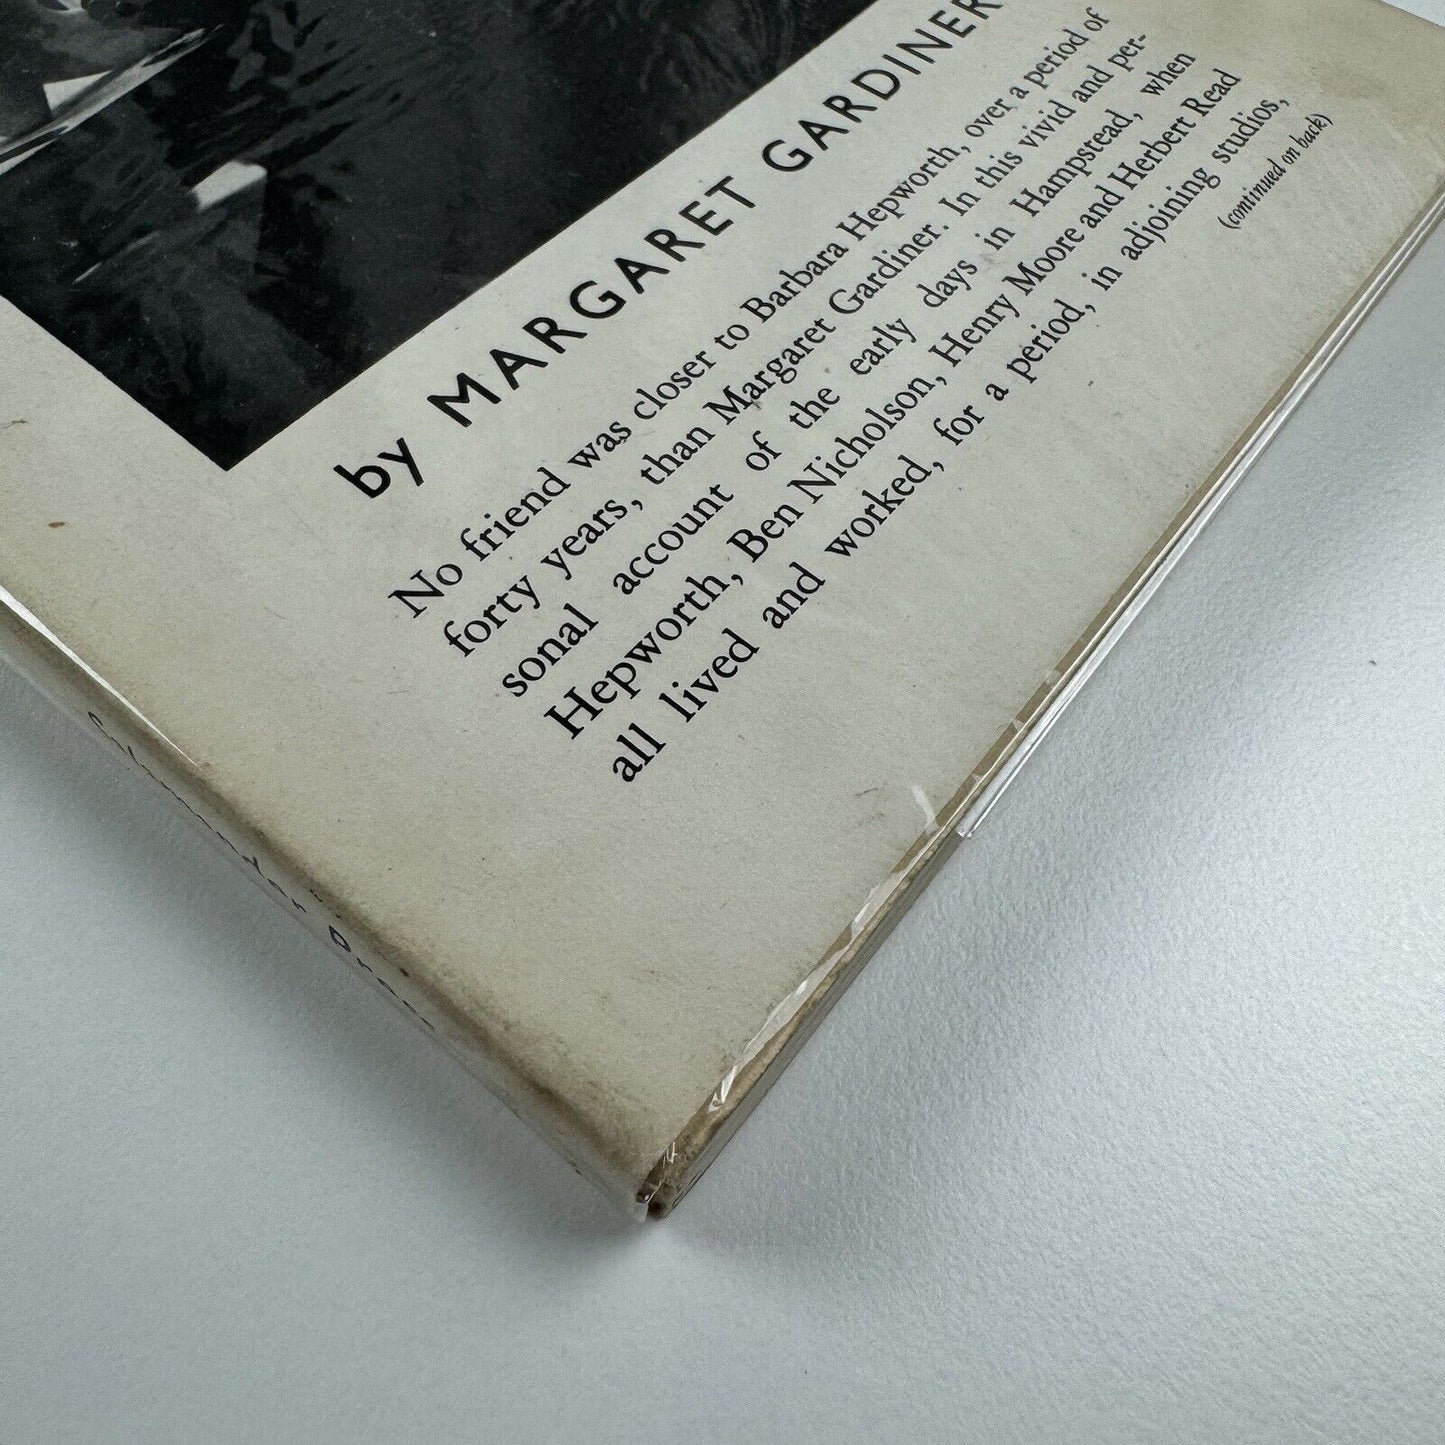 by MARGARET GARDINER
No friend was closer to Barbara Hepworth, over a period of
forty years, than Margaret Gardiner. In this vivid and per-
sonal account of the early days in Hampstead, when
Hepworth, Ben Nicholson, Henry Moore and Herbert Read
all lived and worked, for a period, in adjoining studios,
(continued on back)